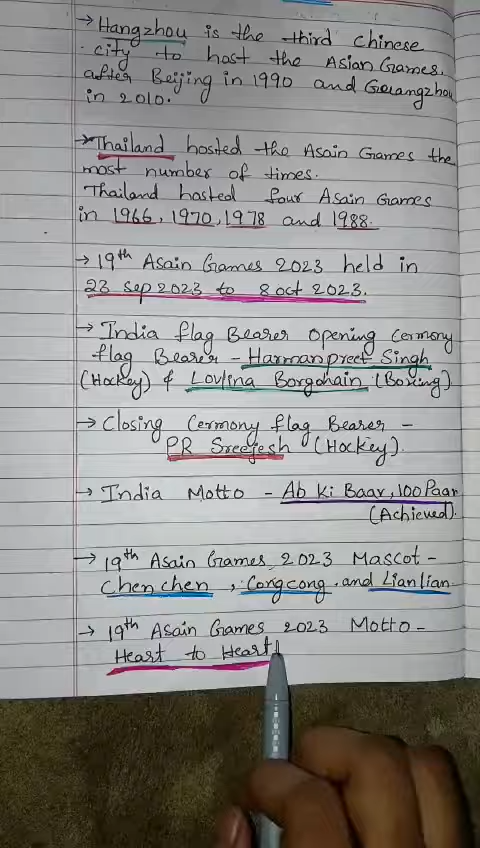 → Hangzhou is the third chinese
city to host the Asian Games,
after Beijing in 1990 and Guangzhou
in 2010.
→ Thailand hosted the Asain Games the
most number of times.
Thailand hosted four Asain Games
in 1966, 1970, 1978 and 1988.
→ 19th Asain Games 2023 held in
23 sep 2023 to 8 oct 2023.
→ India flag Bearer opening cermony
flag Bearer - Harmanpreet Singh
(Hockey) & Lovlina Borgohain (Boxing)
→ Closing Cermony flag Bearer -
PR Sreejesh (Hockey).
→ India Motto - Ab Ki Baar, 100 Paar
(Achieved).
→ 19th Asain Games 2023 Mascot -
Chenchen, Congcong and Lianlian.
→ 19th Asain Games 2023 Motto -
Heart to Heart